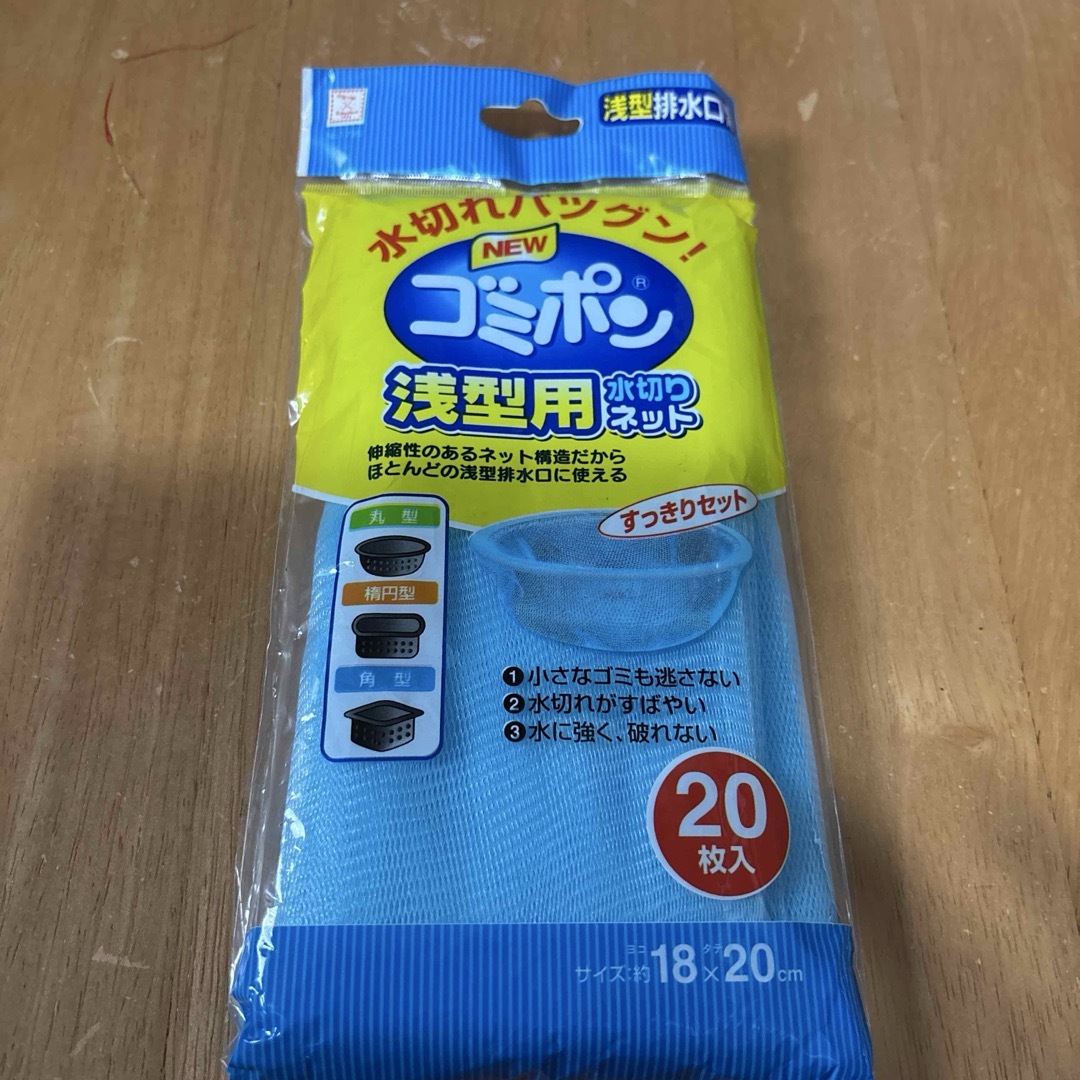 浅型排水口
水切れバツグン!
NEW
ゴミポン®
浅型用
水切り
ネット
伸縮性のあるネット構造だから
ほとんどの浅型排水口に使える
すっきりセット
丸型
楕円型
角型
❶小さなゴミも逃さない
❷水切れがすばやい
❸水に強く、破れない
20
枚入
ヨコ タテ
サイズ:約18×20cm